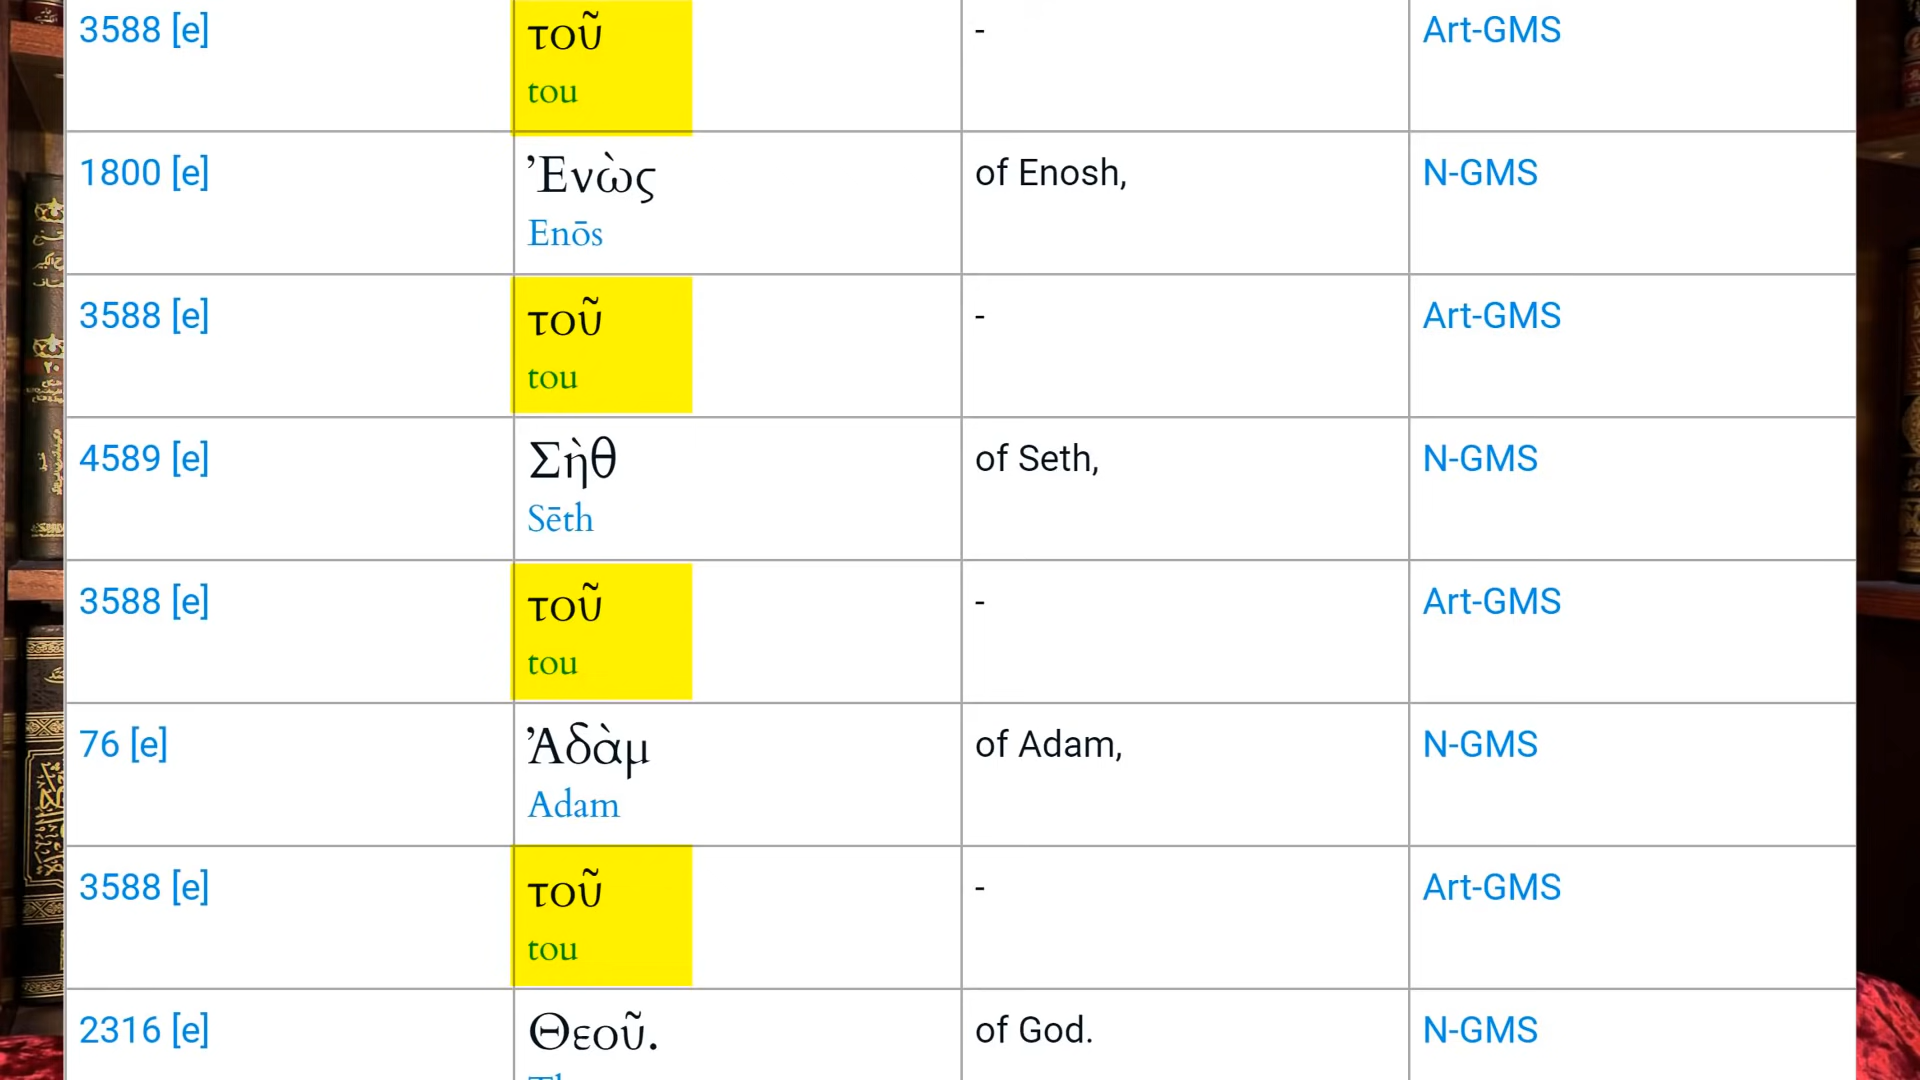 3588 [e] τοῦ - Art-GMS
tou
1800 [e] Ἐνὼς of Enosh, N-GMS
Enōs
3588 [e] τοῦ - Art-GMS
tou
4589 [e] Σὴθ of Seth, N-GMS
Sēth
3588 [e] τοῦ - Art-GMS
tou
76 [e] Ἀδὰμ of Adam, N-GMS
Adam
3588 [e] τοῦ - Art-GMS
tou
2316 [e] Θεοῦ. of God. N-GMS